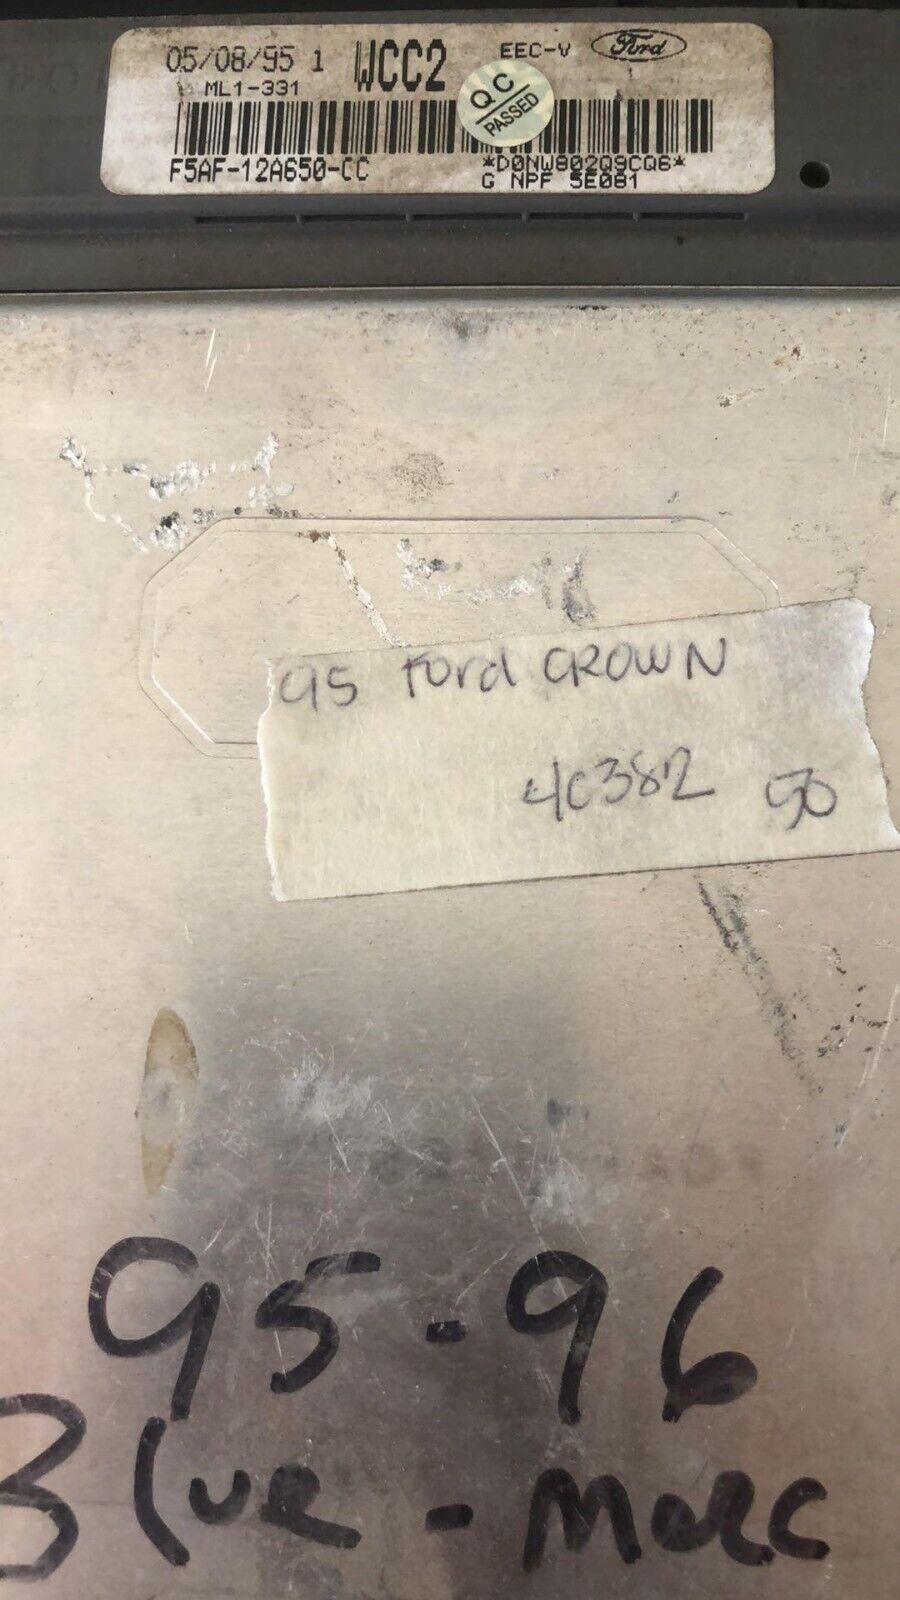 05/08/95 1 WCC2 EEC-V Ford
ML1-331
QC
PASSED
F5AF-12A650-CC *D0NW802Q9CQ6*
G NPF 5E081
95 Ford CROWN
4C382 50
95-96
Blue - Merc